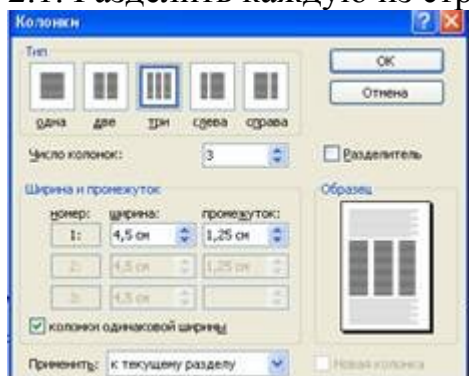 2.1. Разделить каждую из стр
Колонки
Тип
ОК
Отмена
одна две три слева справа
Число колонок: 3 Разделитель
Ширина и промежуток Образец
номер: ширина: промежуток:
1: 4,5 см 1,25 см
2: 4,5 см 1,25 см
3: 4,5 см
колонки одинаковой ширины
Применить: к текущему разделу Новая колонка